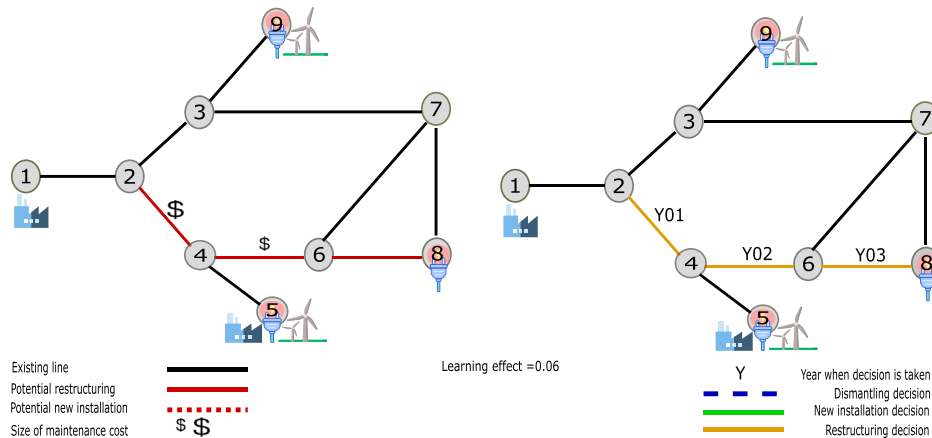 9
3
7
1
2
$
4
$
6
8
5
Existing line
Potential restructuring
Potential new installation
Size of maintenance cost
$ $
Learning effect =0.06
9
3
7
1
2
Y01
4
Y02
6
Y03
8
5
Y Year when decision is taken
Dismantling decision
New installation decision
Restructuring decision